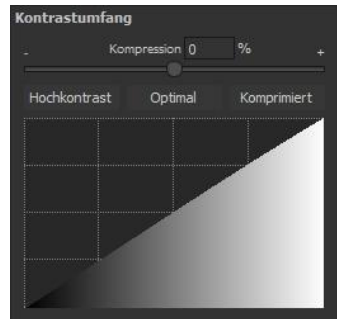 Kontrastumfang
- Kompression 0 % +
Hochkontrast Optimal Komprimiert